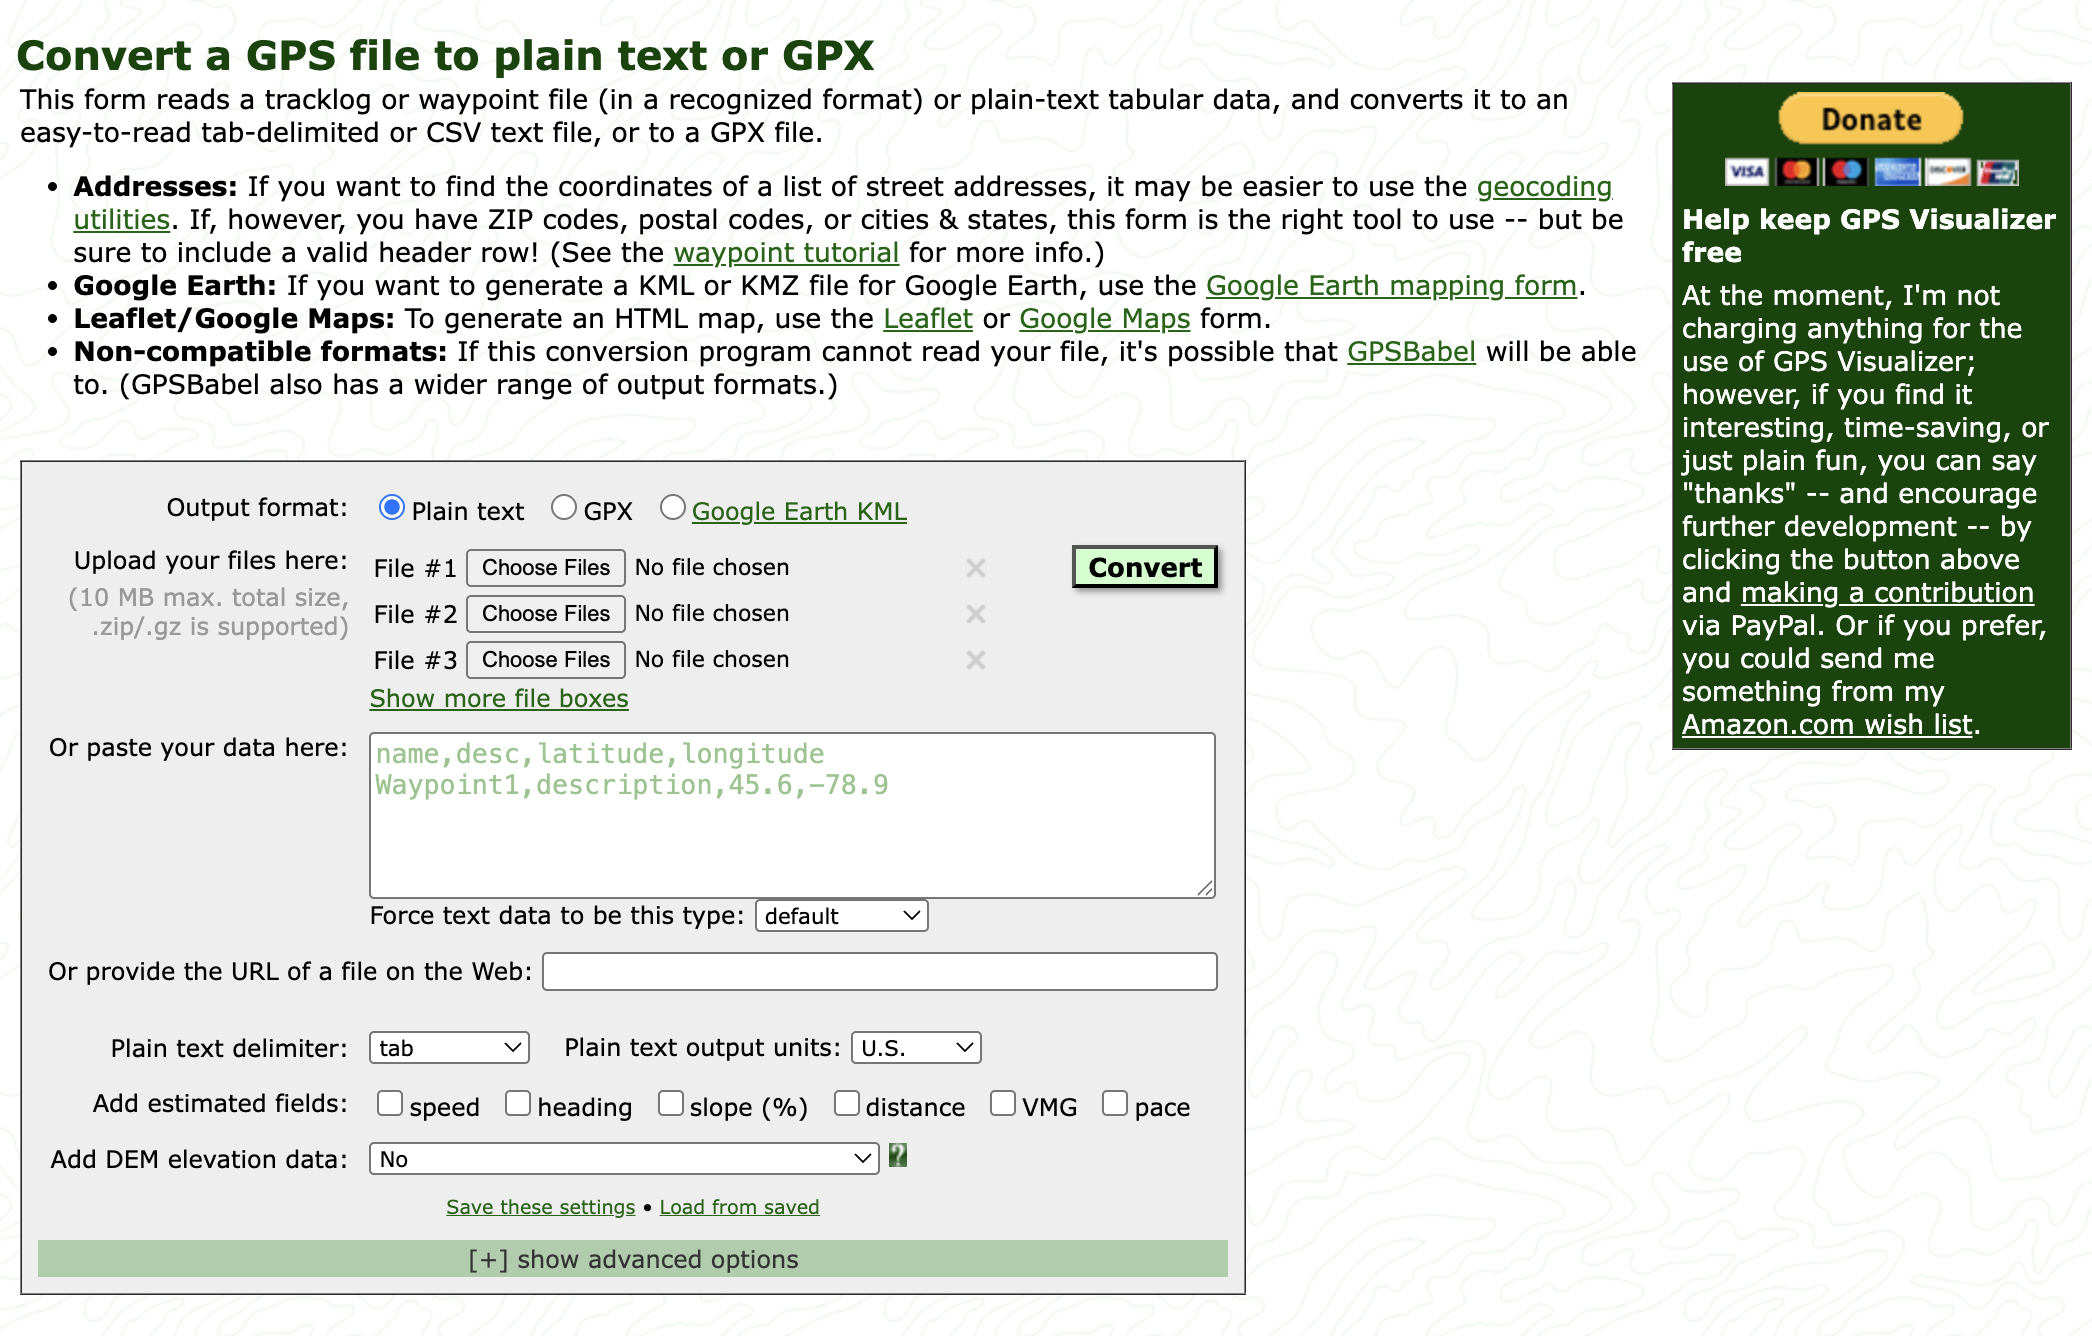 Convert a GPS file to plain text or GPX
This form reads a tracklog or waypoint file (in a recognized format) or plain-text tabular data, and converts it to an
easy-to-read tab-delimited or CSV text file, or to a GPX file.
• Addresses: If you want to find the coordinates of a list of street addresses, it may be easier to use the geocoding
utilities. If, however, you have ZIP codes, postal codes, or cities & states, this form is the right tool to use -- but be
sure to include a valid header row! (See the waypoint tutorial for more info.)
• Google Earth: If you want to generate a KML or KMZ file for Google Earth, use the Google Earth mapping form.
• Leaflet/Google Maps: To generate an HTML map, use the Leaflet or Google Maps form.
• Non-compatible formats: If this conversion program cannot read your file, it's possible that GPSBabel will be able
to. (GPSBabel also has a wider range of output formats.)
Output format: Plain text GPX Google Earth KML
Upload your files here:
(10 MB max. total size,
.zip/.gz is supported)
File #1 Choose Files No file chosen ×
Convert
File #2 Choose Files No file chosen ×
File #3 Choose Files No file chosen ×
Show more file boxes
Or paste your data here:
name,desc,latitude,longitude
Waypoint1,description,45.6,-78.9
Force text data to be this type: default
Or provide the URL of a file on the Web:
Plain text delimiter: tab Plain text output units: U.S.
Add estimated fields: speed heading slope (%) distance VMG pace
Add DEM elevation data: No ?
Save these settings • Load from saved
[+] show advanced options
Donate
VISA DISCOVER
Help keep GPS Visualizer
free
At the moment, I'm not
charging anything for the
use of GPS Visualizer;
however, if you find it
interesting, time-saving, or
just plain fun, you can say
"thanks" -- and encourage
further development -- by
clicking the button above
and making a contribution
via PayPal. Or if you prefer,
you could send me
something from my
Amazon.com wish list.